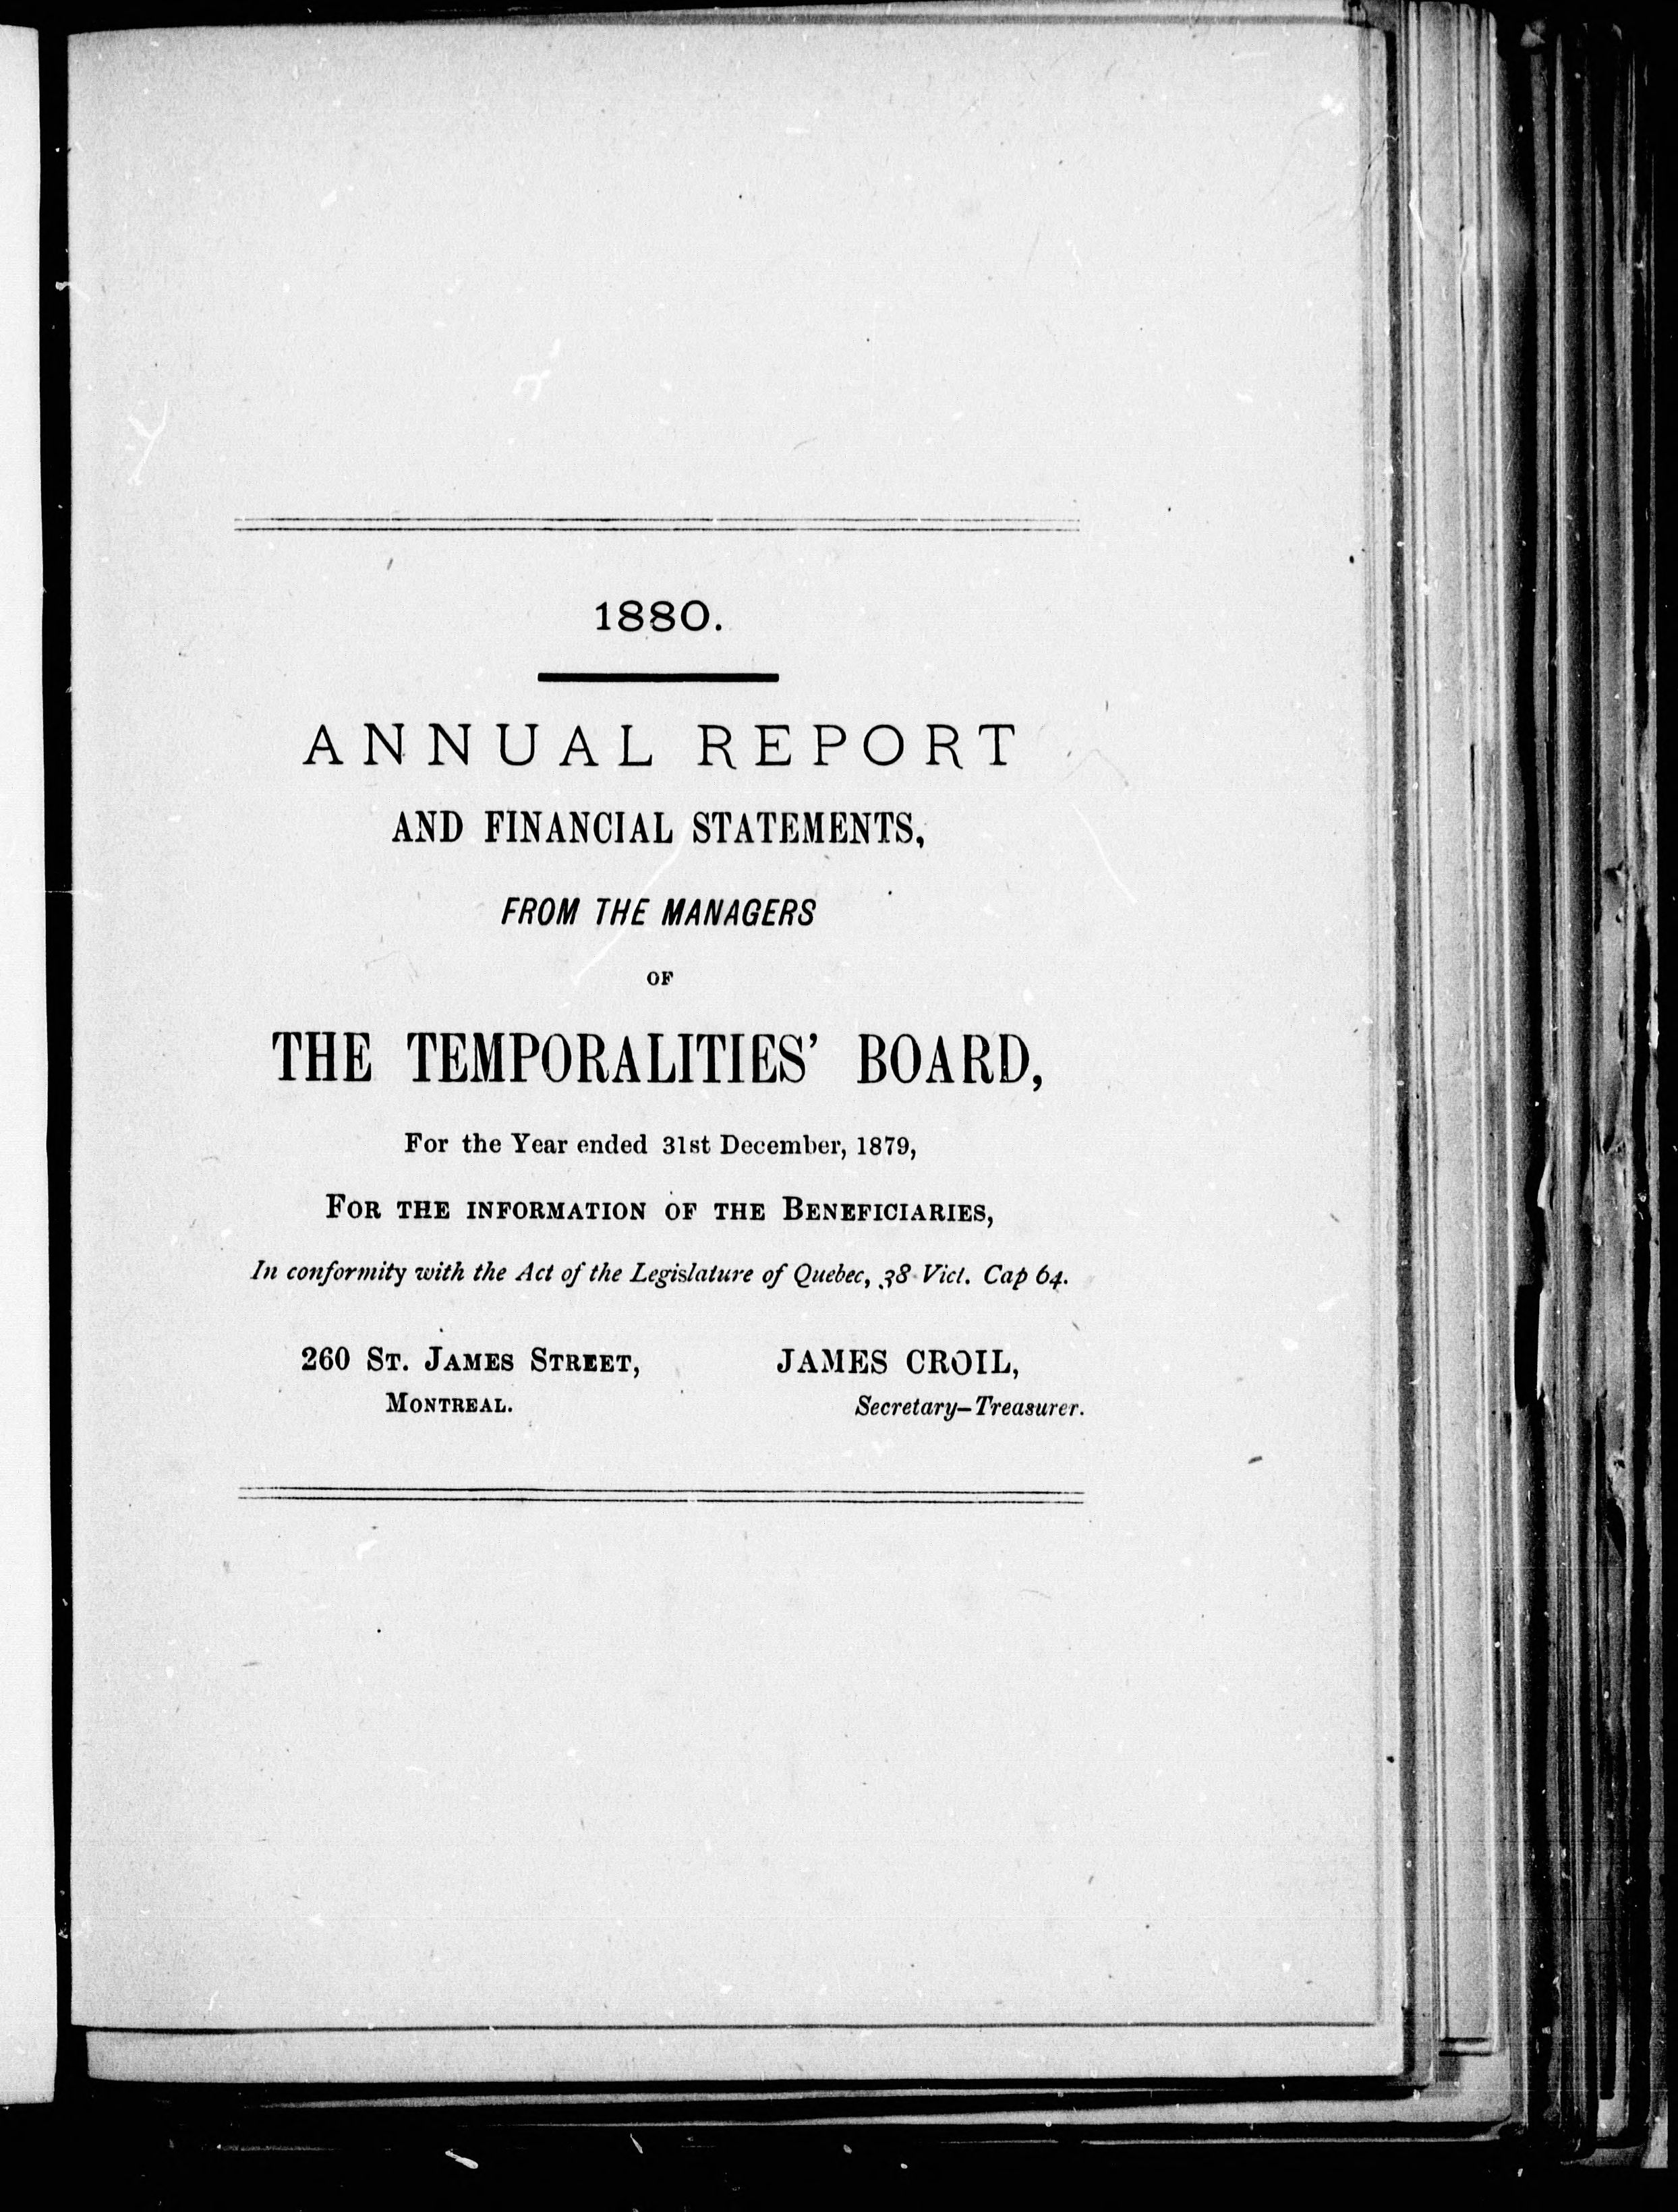 1880.
ANNUAL REPORT
AND FINANCIAL STATEMENTS,
FROM THE MANAGERS
OF
THE TEMPORALITIES' BOARD,
For the Year ended 31st December, 1879,
FOR THE INFORMATION OF THE BENEFICIARIES,
In conformity with the Act of the Legislature of Quebec, 38 Vict. Cap 64.
260 ST. JAMES STREET,
MONTREAL.
JAMES CROIL,
Secretary-Treasurer.